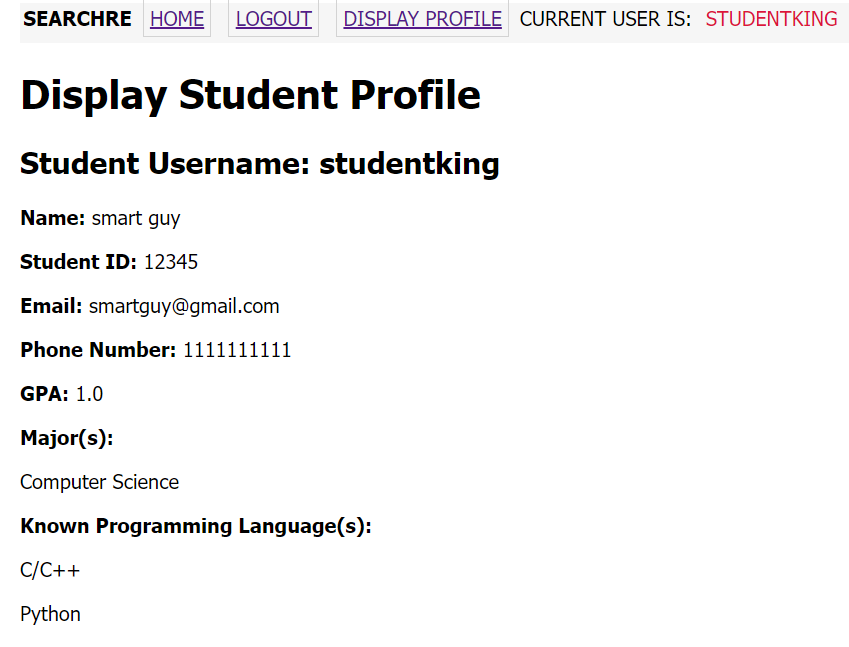 SEARCHRE HOME LOGOUT DISPLAY PROFILE CURRENT USER IS: STUDENTKING
Display Student Profile
Student Username: studentking
Name: smart guy
Student ID: 12345
Email: smartguy@gmail.com
Phone Number: 1111111111
GPA: 1.0
Major(s):
Computer Science
Known Programming Language(s):
C/C++
Python